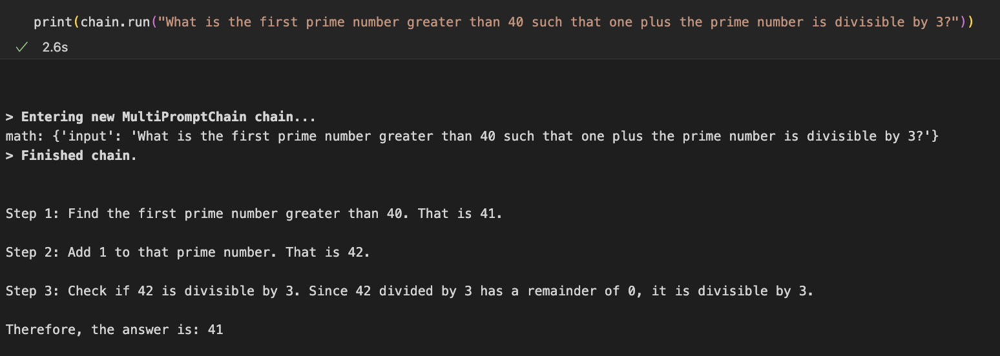 print(chain.run("What is the first prime number greater than 40 such that one plus the prime number is divisible by 3?"))
✓ 2.6s
> Entering new MultiPromptChain chain...
math: {'input': 'What is the first prime number greater than 40 such that one plus the prime number is divisible by 3?'}
> Finished chain.
Step 1: Find the first prime number greater than 40. That is 41.
Step 2: Add 1 to that prime number. That is 42.
Step 3: Check if 42 is divisible by 3. Since 42 divided by 3 has a remainder of 0, it is divisible by 3.
Therefore, the answer is: 41